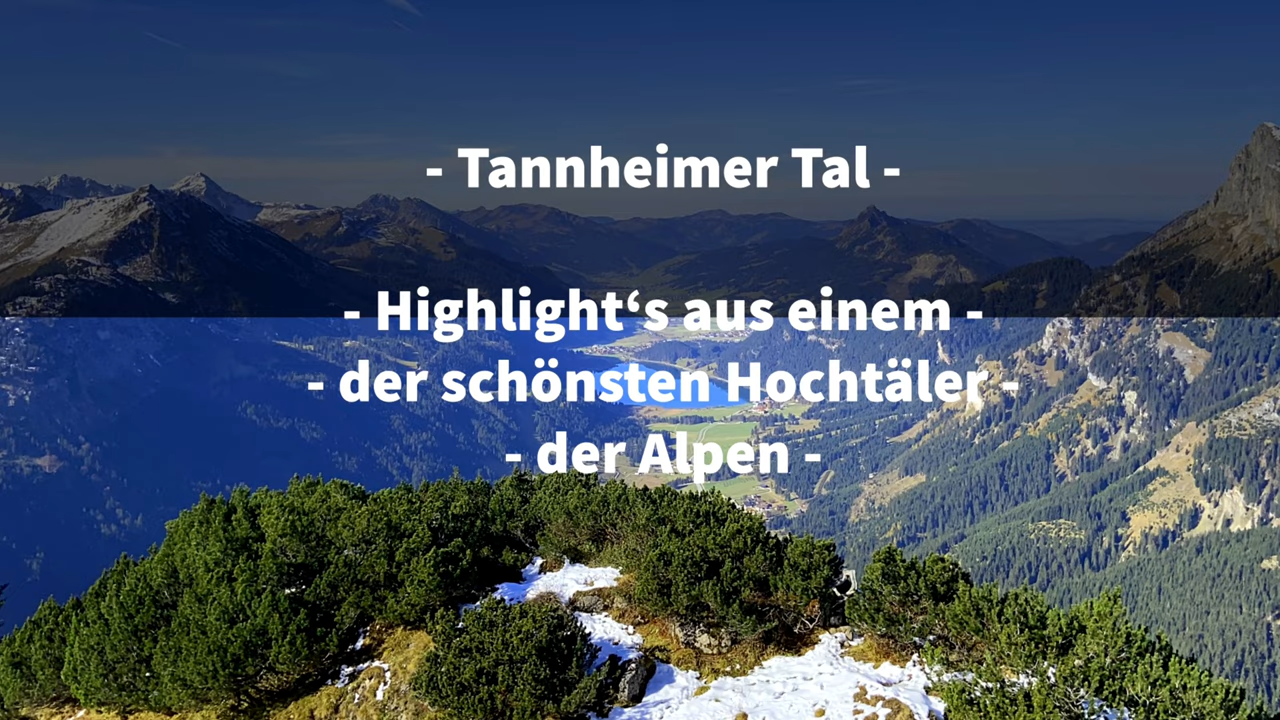 - Tannheimer Tal -
- Highlight‘s aus einem -
- der schönsten Hochtäler -
- der Alpen -